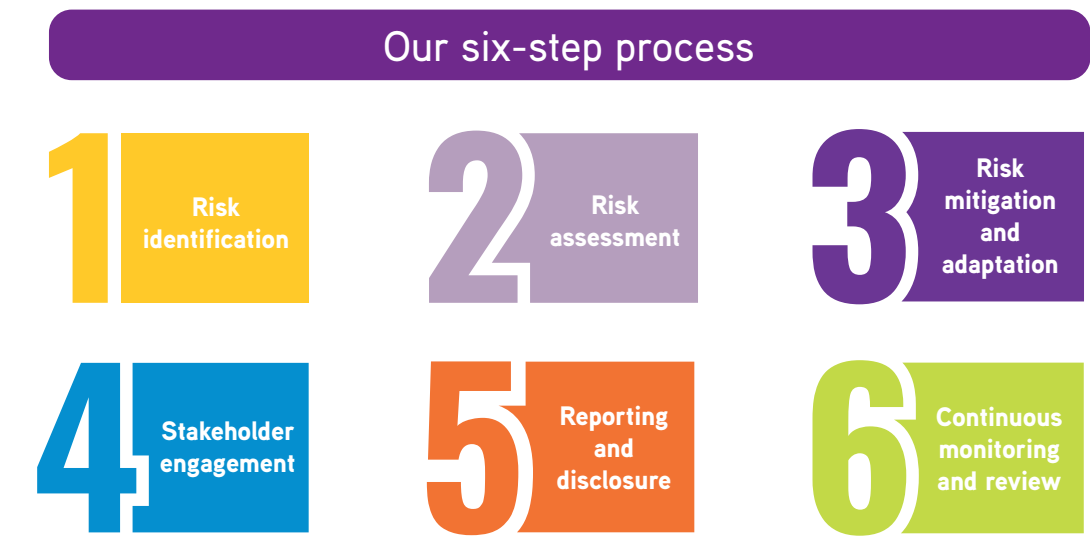 Our six-step process
1
Risk
identification
2
Risk
assessment
3
Risk
mitigation
and
adaptation
4
Stakeholder
engagement
5
Reporting
and
disclosure
6
Continuous
monitoring
and review